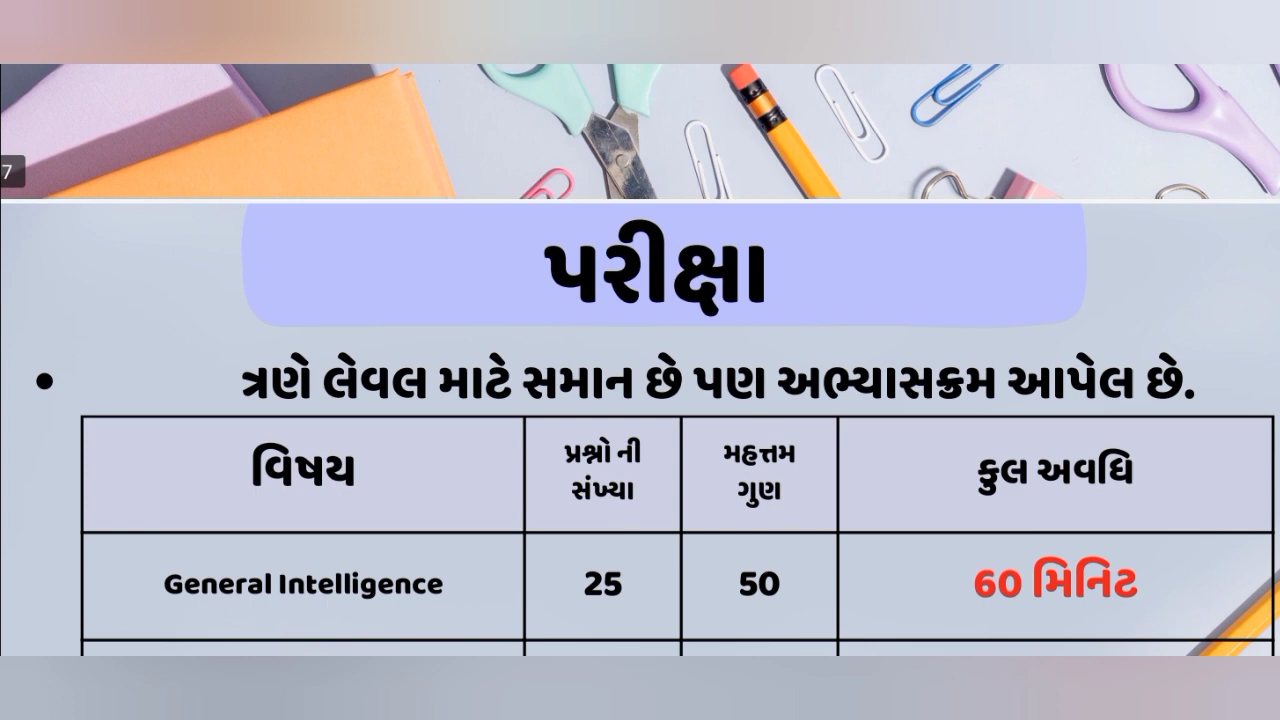 7
પરીક્ષા
• ત્રણે લેવલ માટે સમાન છે પણ અભ્યાસક્રમ આપેલ છે.
વિષય
પ્રશ્નો ની
સંખ્યા
મહત્તમ
ગુણ
કુલ અવધિ
General Intelligence
25
50
60 મિનિટ